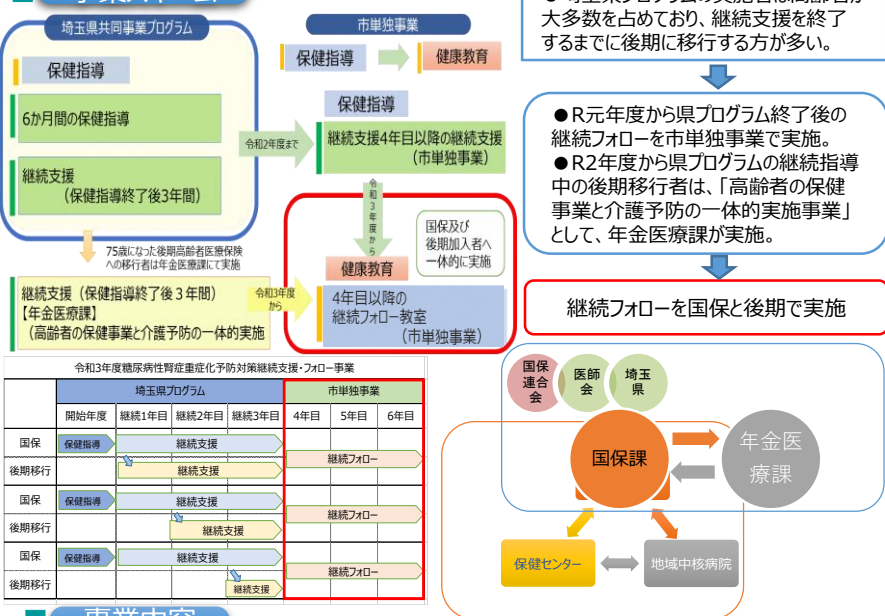 埼玉県共同事業プログラム
保健指導
6か月間の保健指導
継続支援
（保健指導終了後3年間）
75歳になった後期高齢者医療保険
への移行者は年金医療課にて実施
継続支援（保健指導終了後３年間）
【年金医療課】
（高齢者の保健事業と介護予防の一体的実施
令和2年度まで
令和3年度
から
市単独事業
保健指導
健康教育
保健指導
継続支援4年目以降の継続支援
（市単独事業）
令和3年度から
国保及び
後期加入者へ
一体的に実施
健康教育
4年目以降の
継続フォロー教室
（市単独事業）
大多数を占めており、継続支援を終了
するまでに後期に移行する方が多い。
●R元年度から県プログラム終了後の
継続フォローを市単独事業で実施。
●R2年度から県プログラムの継続指導
中の後期移行者は、「高齢者の保健
事業と介護予防の一体的実施事業」
として、年金医療課が実施。
継続フォローを国保と後期で実施
令和3年度糖尿病性腎症重症化予防対策継続支援・フォロー事業
埼玉県プログラム 市単独事業
開始年度 継続1年目 継続2年目 継続3年目 4年目 5年目 6年目
国保 保健指導 継続支援
継続フォロー
後期移行 継続支援
国保 保健指導 継続支援
継続フォロー
後期移行 継続支援
国保 保健指導 継続支援
継続フォロー
後期移行 継続支援
国保
連合
会
医師
会
埼玉
県
国保課
年金医
療課
保健センター
地域中核病院